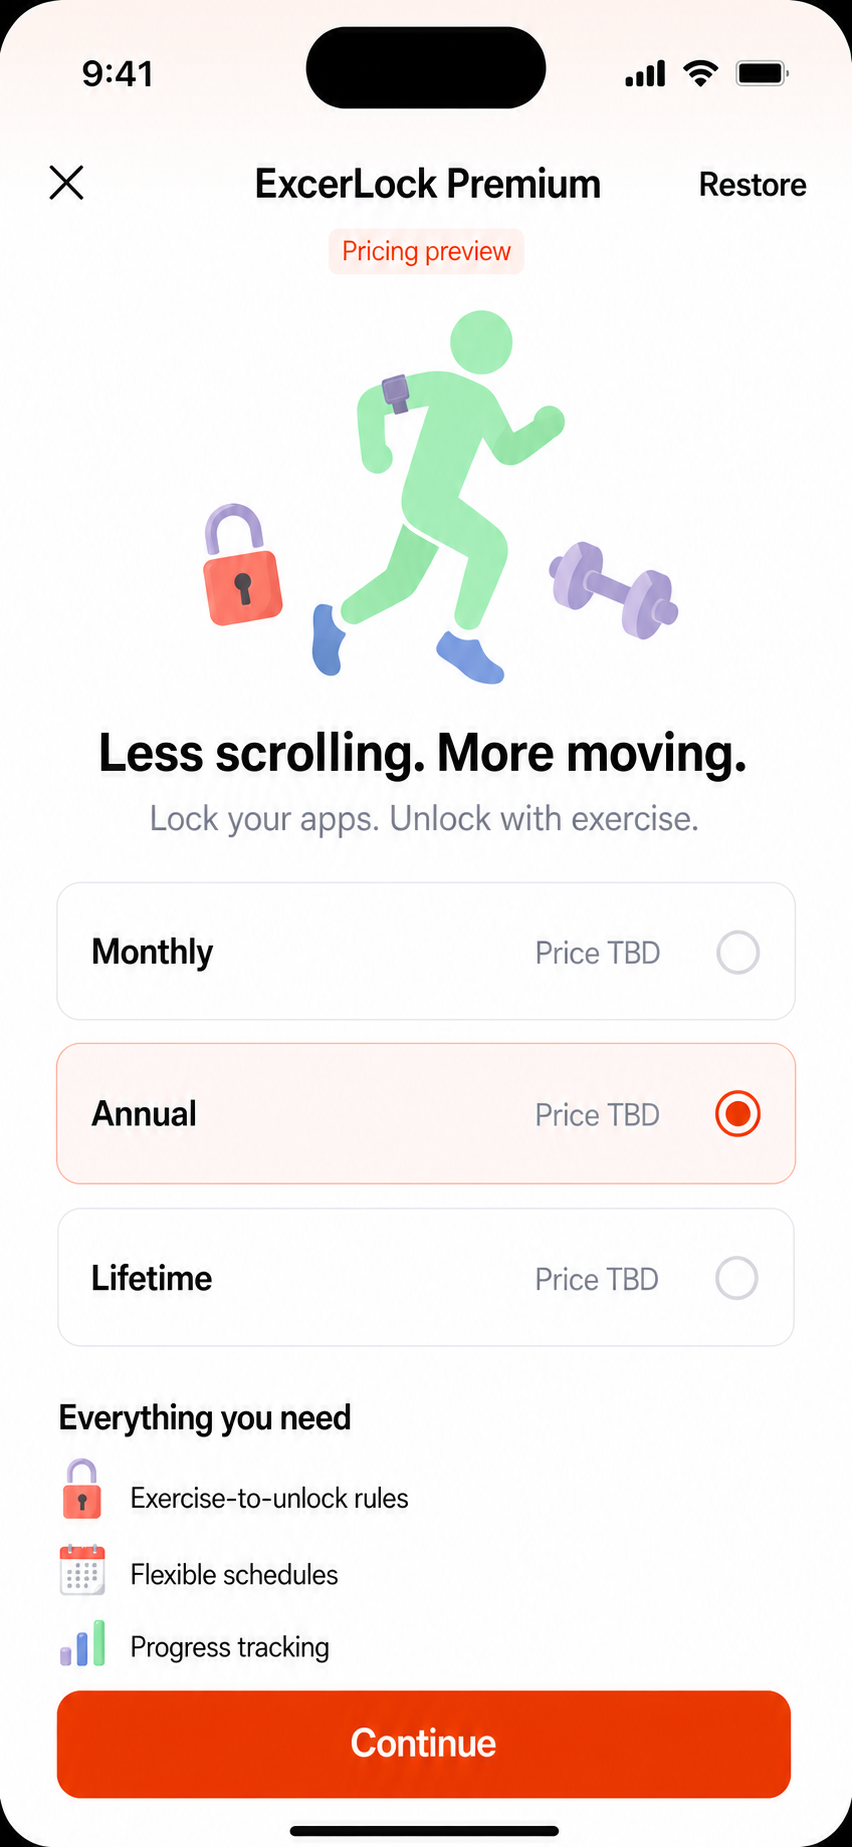 9:41
ExcerLock Premium
Restore
Pricing preview
Less scrolling. More moving.
Lock your apps. Unlock with exercise.
Monthly
Price TBD
Annual
Price TBD
Lifetime
Price TBD
Everything you need
Exercise-to-unlock rules
Flexible schedules
Progress tracking
Continue